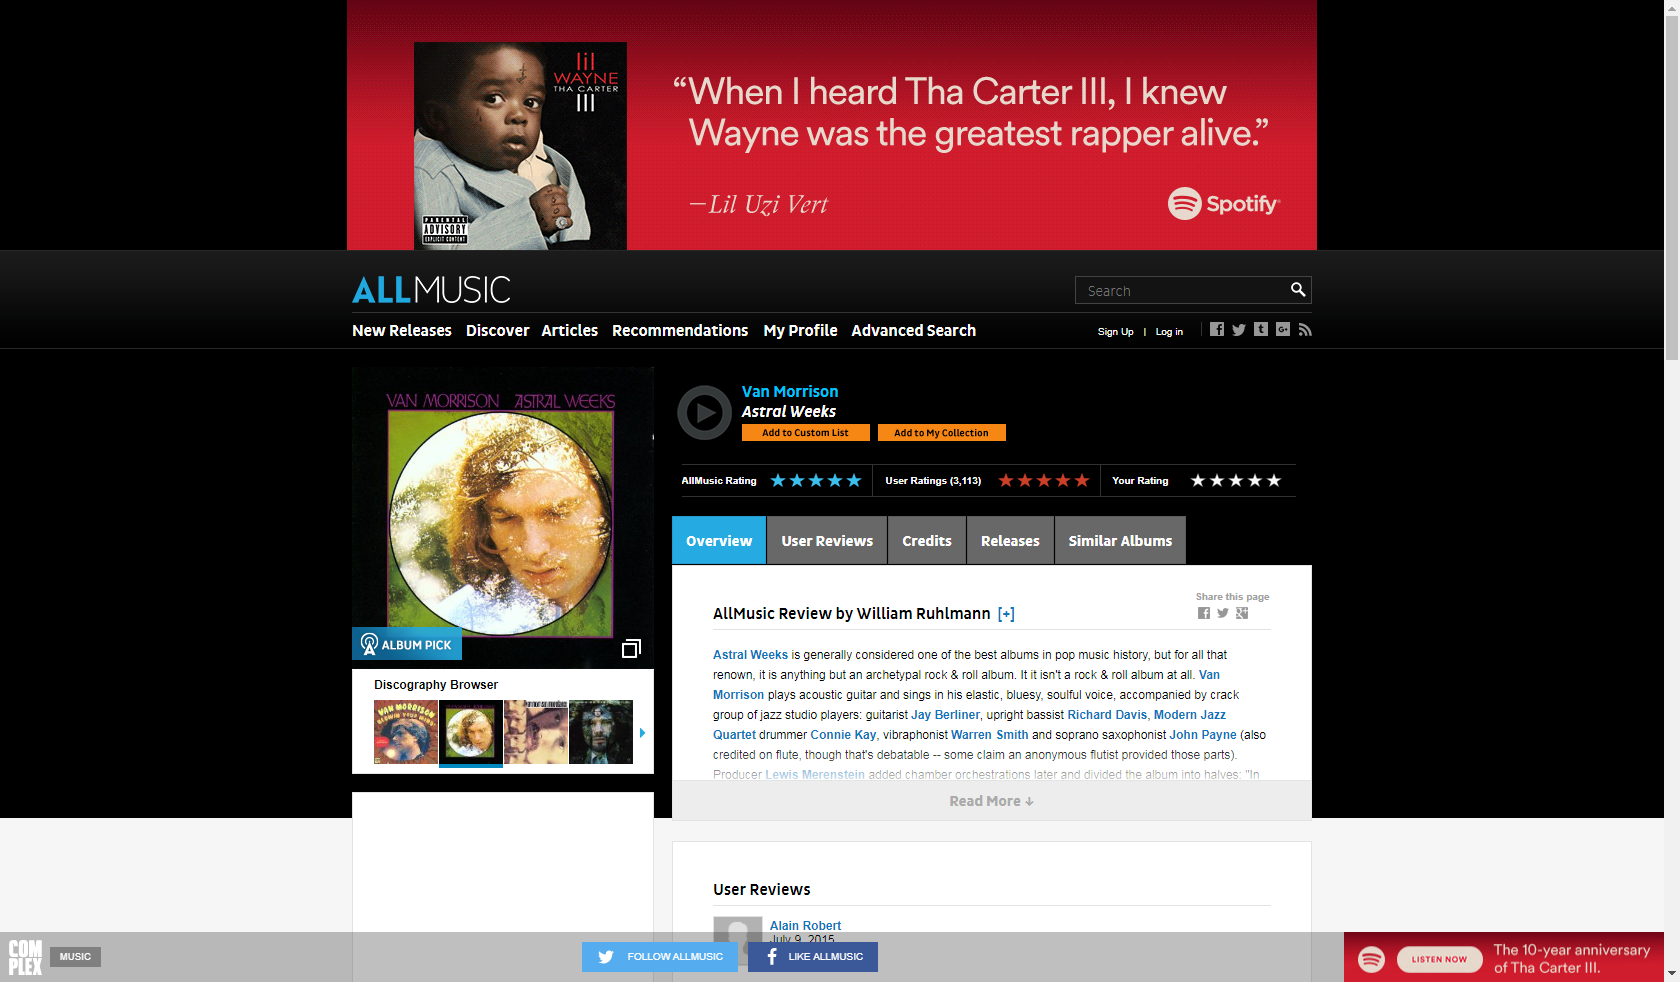 lil
WAYNE
THA CARTER
III
PARENTAL
ADVISORY
EXPLICIT CONTENT
“When I heard Tha Carter III, I knew
Wayne was the greatest rapper alive.”
—Lil Uzi Vert
Spotify
ALLMUSIC
Search
New Releases Discover Articles Recommendations My Profile Advanced Search
Sign Up | Log in
VAN MORRISON ASTRAL WEEKS
ALBUM PICK
Van Morrison
Astral Weeks
Add to Custom List Add to My Collection
AllMusic Rating User Ratings (3,113) Your Rating
Overview User Reviews Credits Releases Similar Albums
Discography Browser
VAN MORRISON
BLOWIN' YOUR MIND!
Share this page
AllMusic Review by William Ruhlmann [+]
Astral Weeks is generally considered one of the best albums in pop music history, but for all that
renown, it is anything but an archetypal rock & roll album. It it isn't a rock & roll album at all. Van
Morrison plays acoustic guitar and sings in his elastic, bluesy, soulful voice, accompanied by crack
group of jazz studio players: guitarist Jay Berliner, upright bassist Richard Davis, Modern Jazz
Quartet drummer Connie Kay, vibraphonist Warren Smith and soprano saxophonist John Payne (also
credited on flute, though that's debatable -- some claim an anonymous flutist provided those parts).
Producer Lewis Merenstein added chamber orchestrations later and divided the album into halves: "In
Read More ↓
User Reviews
Alain Robert
July 9, 2015
COM
PLEX
MUSIC
FOLLOW ALLMUSIC
LIKE ALLMUSIC
LISTEN NOW
The 10-year anniversary
of Tha Carter III.